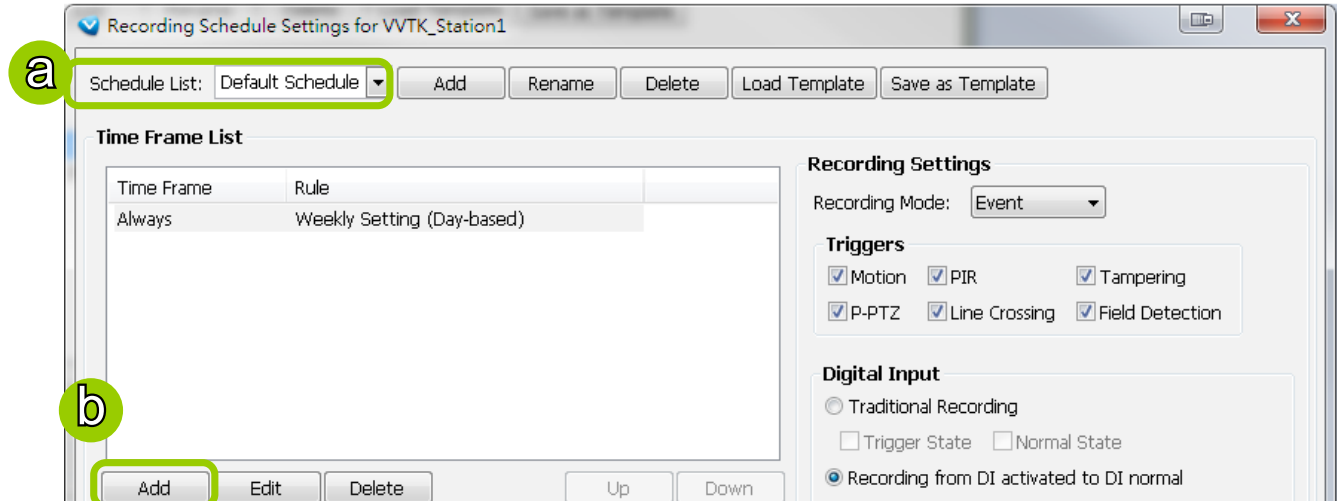 Recording Schedule Settings for VVTK_Station1
a
Schedule List: Default Schedule Add Rename Delete Load Template Save as Template
Time Frame List
Time Frame Rule
Always Weekly Setting (Day-based)
Recording Settings
Recording Mode: Event
Triggers
Motion PIR Tampering
P-PTZ Line Crossing Field Detection
Digital Input
Traditional Recording
Trigger State Normal State
Recording from DI activated to DI normal
b
Add Edit Delete Up Down